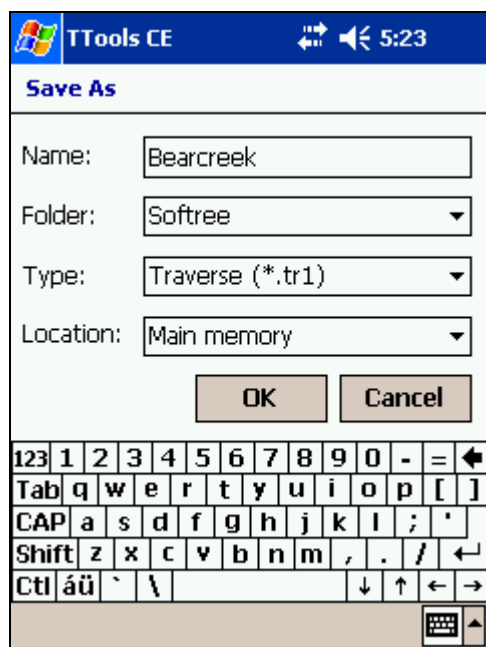 TTools CE 5:23
Save As
Name: Bearcreek
Folder: Softree
Type: Traverse (*.tr1)
Location: Main memory
OK Cancel
123 1 2 3 4 5 6 7 8 9 0 - =
Tab q w e r t y u i o p [ ]
CAP a s d f g h j k l ; '
Shift z x c v b n m , . /
Ctl áü ` \